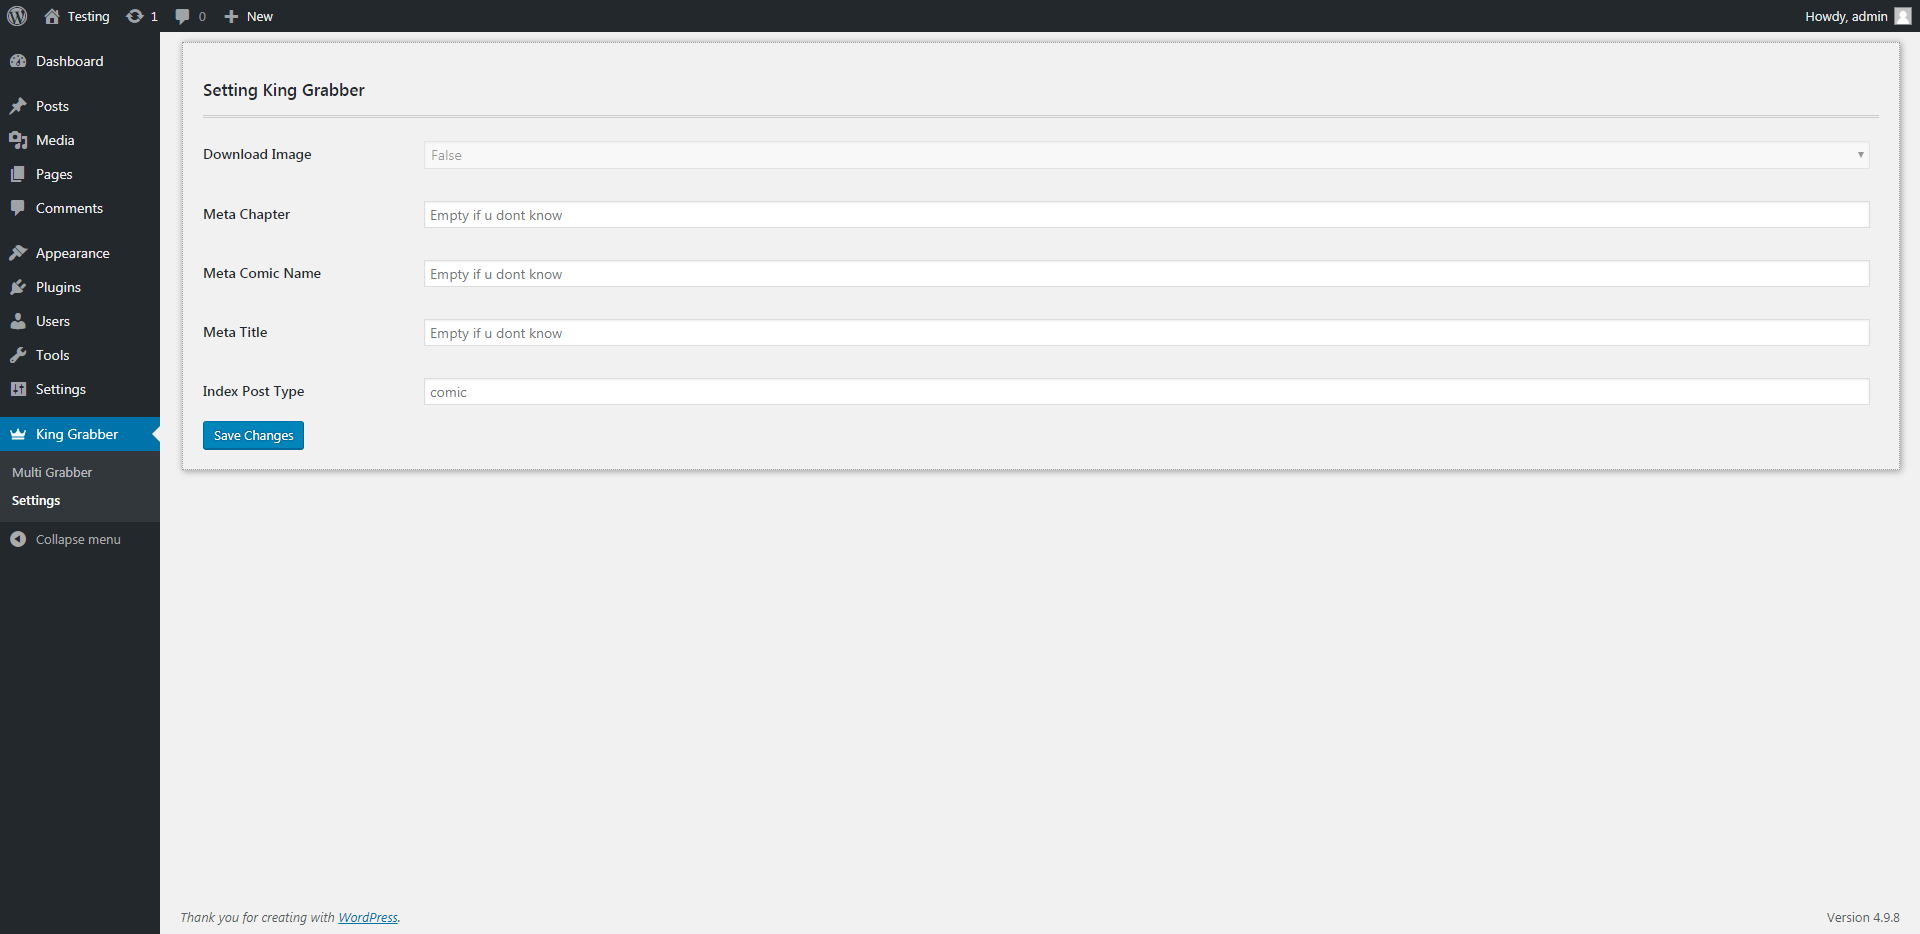 Testing 1 0 New Howdy, admin
Dashboard
Posts
Media
Pages
Comments
Appearance
Plugins
Users
Tools
Settings
King Grabber
Multi Grabber
Settings
Collapse menu
Setting King Grabber
Download Image False
Meta Chapter Empty if u dont know
Meta Comic Name Empty if u dont know
Meta Title Empty if u dont know
Index Post Type comic
Save Changes
Thank you for creating with WordPress. Version 4.9.8